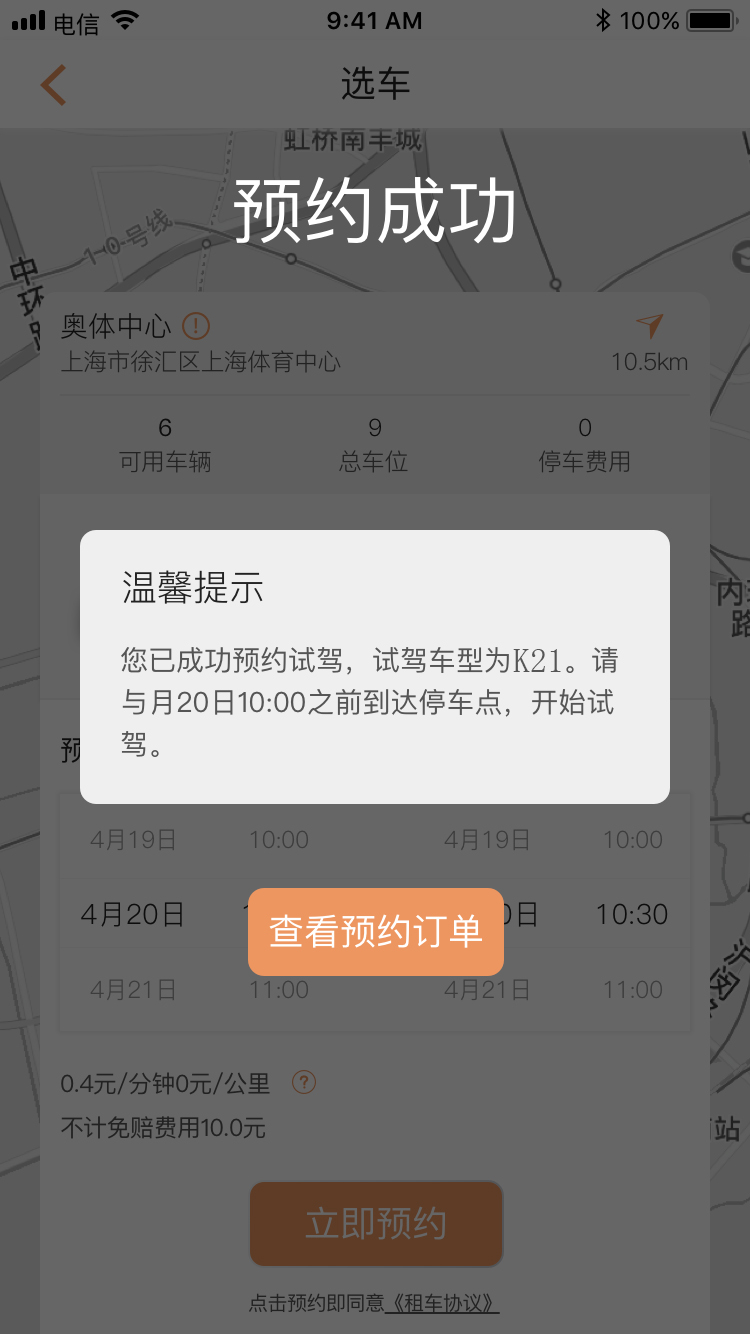 电信
9:41 AM
100%
选车
虹桥南丰城
预约成功
10号线
中环路
奥体中心
上海市徐汇区上海体育中心
10.5km
6
9
0
可用车辆
总车位
停车费用
温馨提示
您已成功预约试驾，试驾车型为K21。请
与月20日10:00之前到达停车点，开始试
驾。
预
4月19日 10:00 4月19日 10:00
4月20日 0日 10:30
查看预约订单
4月21日 11:00 4月21日 11:00
0.4元/分钟0元/公里 ?
不计免赔费用10.0元
站
立即预约
点击预约即同意《租车协议》